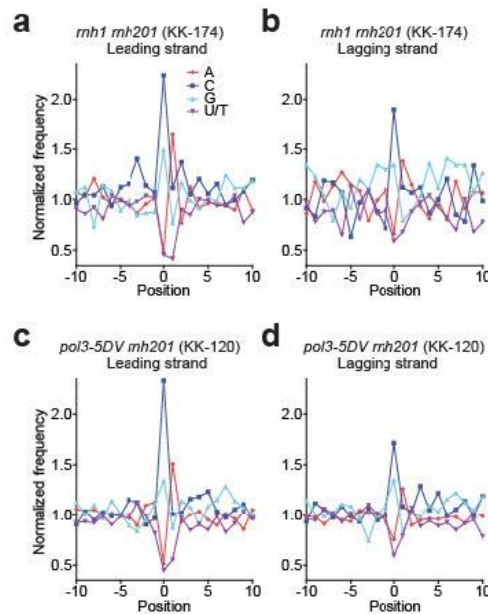 a
rnh1 rnh201 (KK-174)
Leading strand
A
C
G
U/T
Normalized frequency
2.0
1.5
1.0
0.5
-10 -5 0 5 10
Position
b
rnh1 rnh201 (KK-174)
Lagging strand
2.0
1.5
1.0
0.5
-10 -5 0 5 10
Position
c
pol3-5DV rnh201 (KK-120)
Leading strand
Normalized frequency
2.0
1.5
1.0
0.5
-10 -5 0 5 10
Position
d
pol3-5DV rnh201 (KK-120)
Lagging strand
2.0
1.5
1.0
0.5
-10 -5 0 5 10
Position